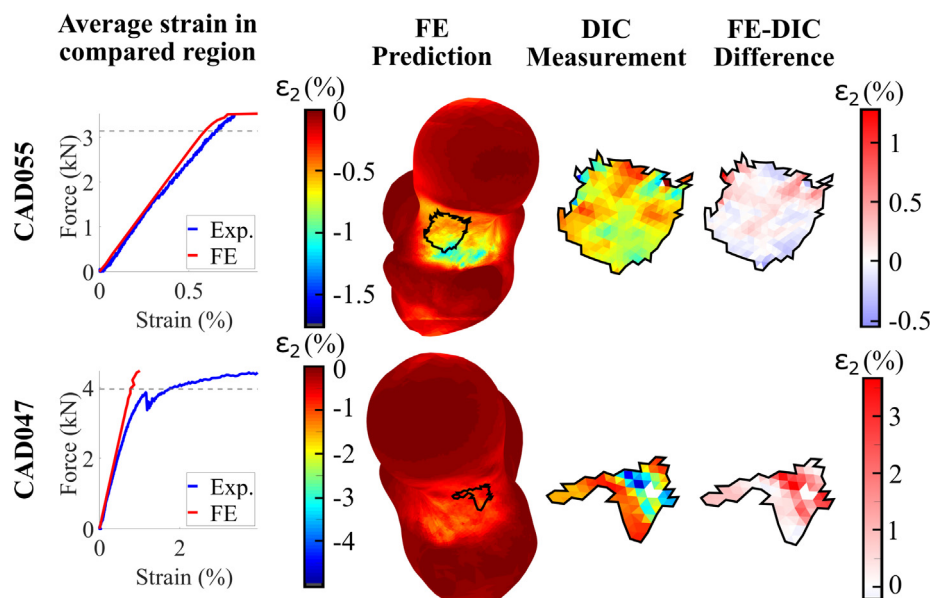 Average strain in
compared region
FE
Prediction
DIC
Measurement
FE-DIC
Difference
CAD055
Force (kN)
3
2
1
0
0
0.5
Strain (%)
Exp.
FE
ε₂(%)
0
-0.5
-1
-1.5
ε₂(%)
1
0.5
0
-0.5
CAD047
Force (kN)
4
2
0
0
2
Strain (%)
Exp.
FE
ε₂(%)
0
-1
-2
-3
-4
ε₂(%)
3
2
1
0